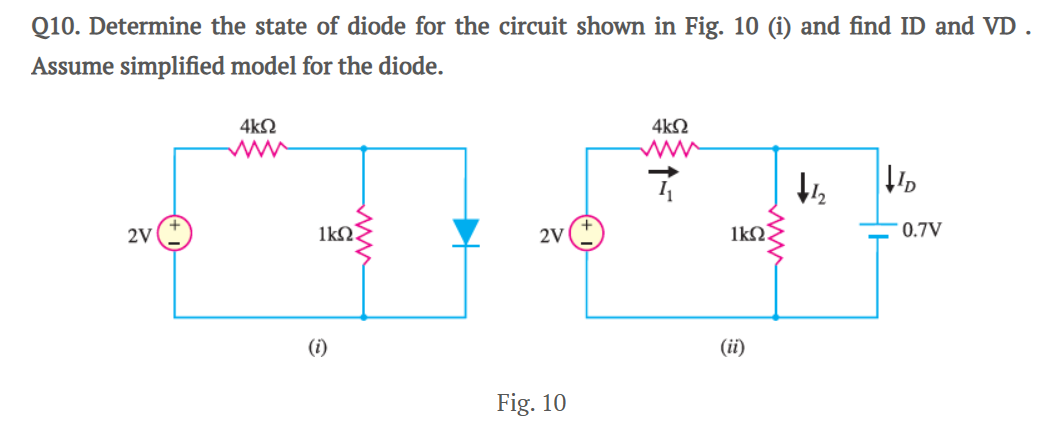 Q10. Determine the state of diode for the circuit shown in Fig. 10 (i) and find ID and VD .
Assume simplified model for the diode.
4kΩ
4kΩ
I₁
I₂
I_D
2V
+
1kΩ
2V
+
1kΩ
0.7V
(i)
(ii)
Fig. 10